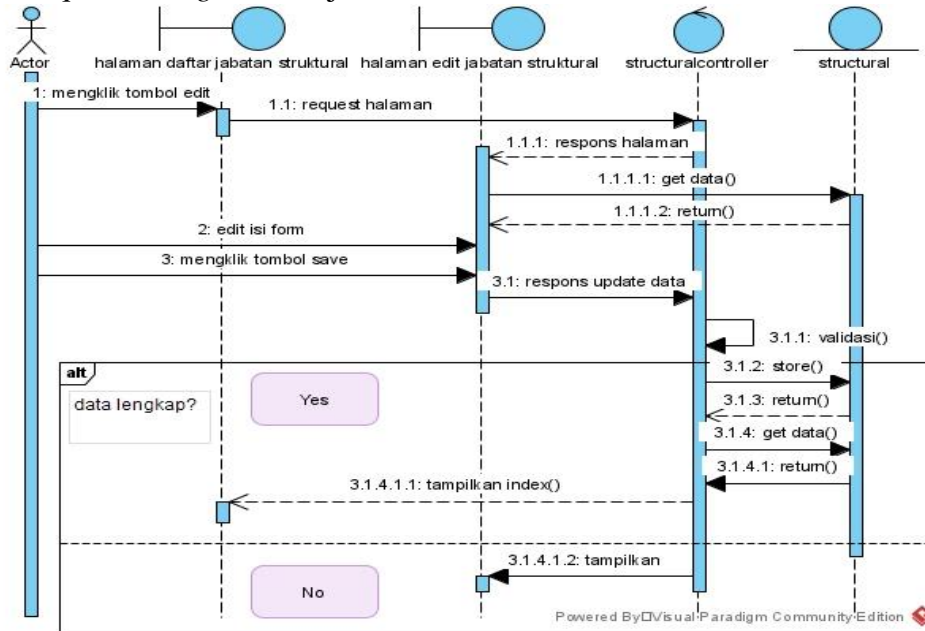 Actor
halaman daftar jabatan struktural
halaman edit jabatan struktural
structuralcontroller
structural
1: mengklik tombol edit
1.1: request halaman
1.1.1: respons halaman
1.1.1.1: get data()
1.1.1.2: return()
2: edit isi form
3: mengklik tombol save
3.1: respons update data
3.1.1: validasi()
alt
3.1.2: store()
data lengkap?
Yes
3.1.3: return()
3.1.4: get data()
3.1.4.1: return()
3.1.4.1.1: tampilkan index()
3.1.4.1.2: tampilkan
No
Powered By Visual Paradigm Community Edition